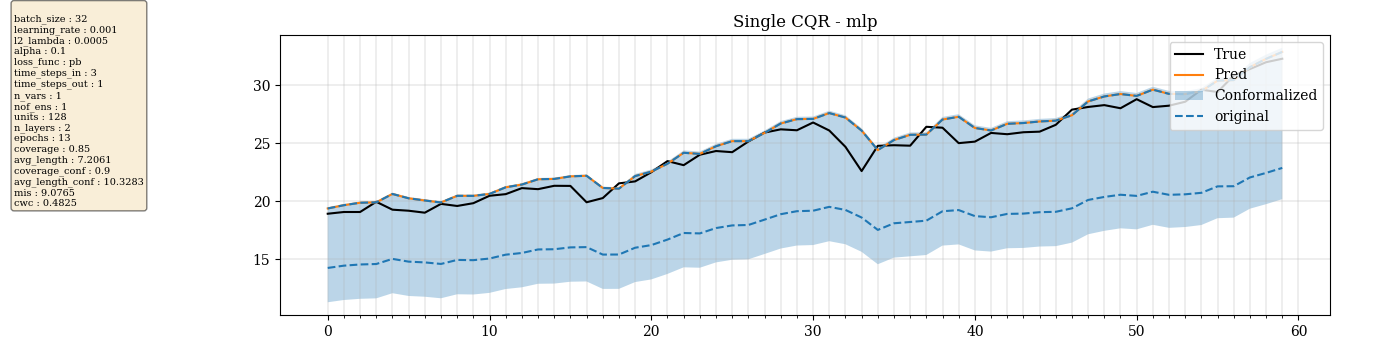 batch_size : 32
learning_rate : 0.001
l2_lambda : 0.0005
alpha : 0.1
loss_func : pb
time_steps_in : 3
time_steps_out : 1
n_vars : 1
nof_ens : 1
units : 128
n_layers : 2
epochs : 13
coverage : 0.85
avg_length : 7.2061
coverage_conf : 0.9
avg_length_conf : 10.3283
mis : 9.0765
cwc : 0.4825
Single CQR - mlp
True
Pred
Conformalized
original
30
25
20
15
0 10 20 30 40 50 60